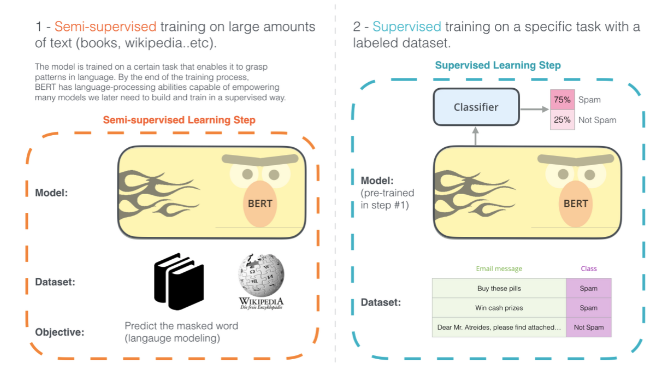 1 - Semi-supervised training on large amounts
of text (books, wikipedia..etc).
The model is trained on a certain task that enables it to grasp
patterns in language. By the end of the training process,
BERT has language-processing abilities capable of empowering
many models we later need to build and train in a supervised way.
Semi-supervised Learning Step
Model:
BERT
Dataset:
WIKIPEDIA
Die freie Enzyklopädie
Objective:
Predict the masked word
(langauge modeling)
2 - Supervised training on a specific task with a
labeled dataset.
Supervised Learning Step
Classifier
75% Spam
25% Not Spam
Model:
(pre-trained
in step #1)
BERT
Dataset:
Email message Class
Buy these pills Spam
Win cash prizes Spam
Dear Mr. Atreides, please find attached... Not Spam